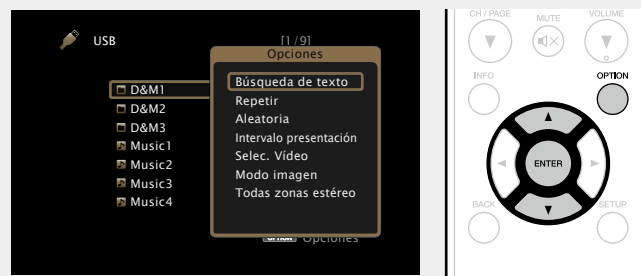 USB
[1 / 9]
Opciones
Búsqueda de texto
Repetir
Aleatoria
Intervalo presentación
Selec. Vídeo
Modo imagen
Todas zonas estéreo
D&M1
D&M2
D&M3
Music1
Music2
Music3
Music4
OPTION Opciones
CH / PAGE
MUTE
VOLUME
INFO
OPTION
ENTER
BACK
SETUP